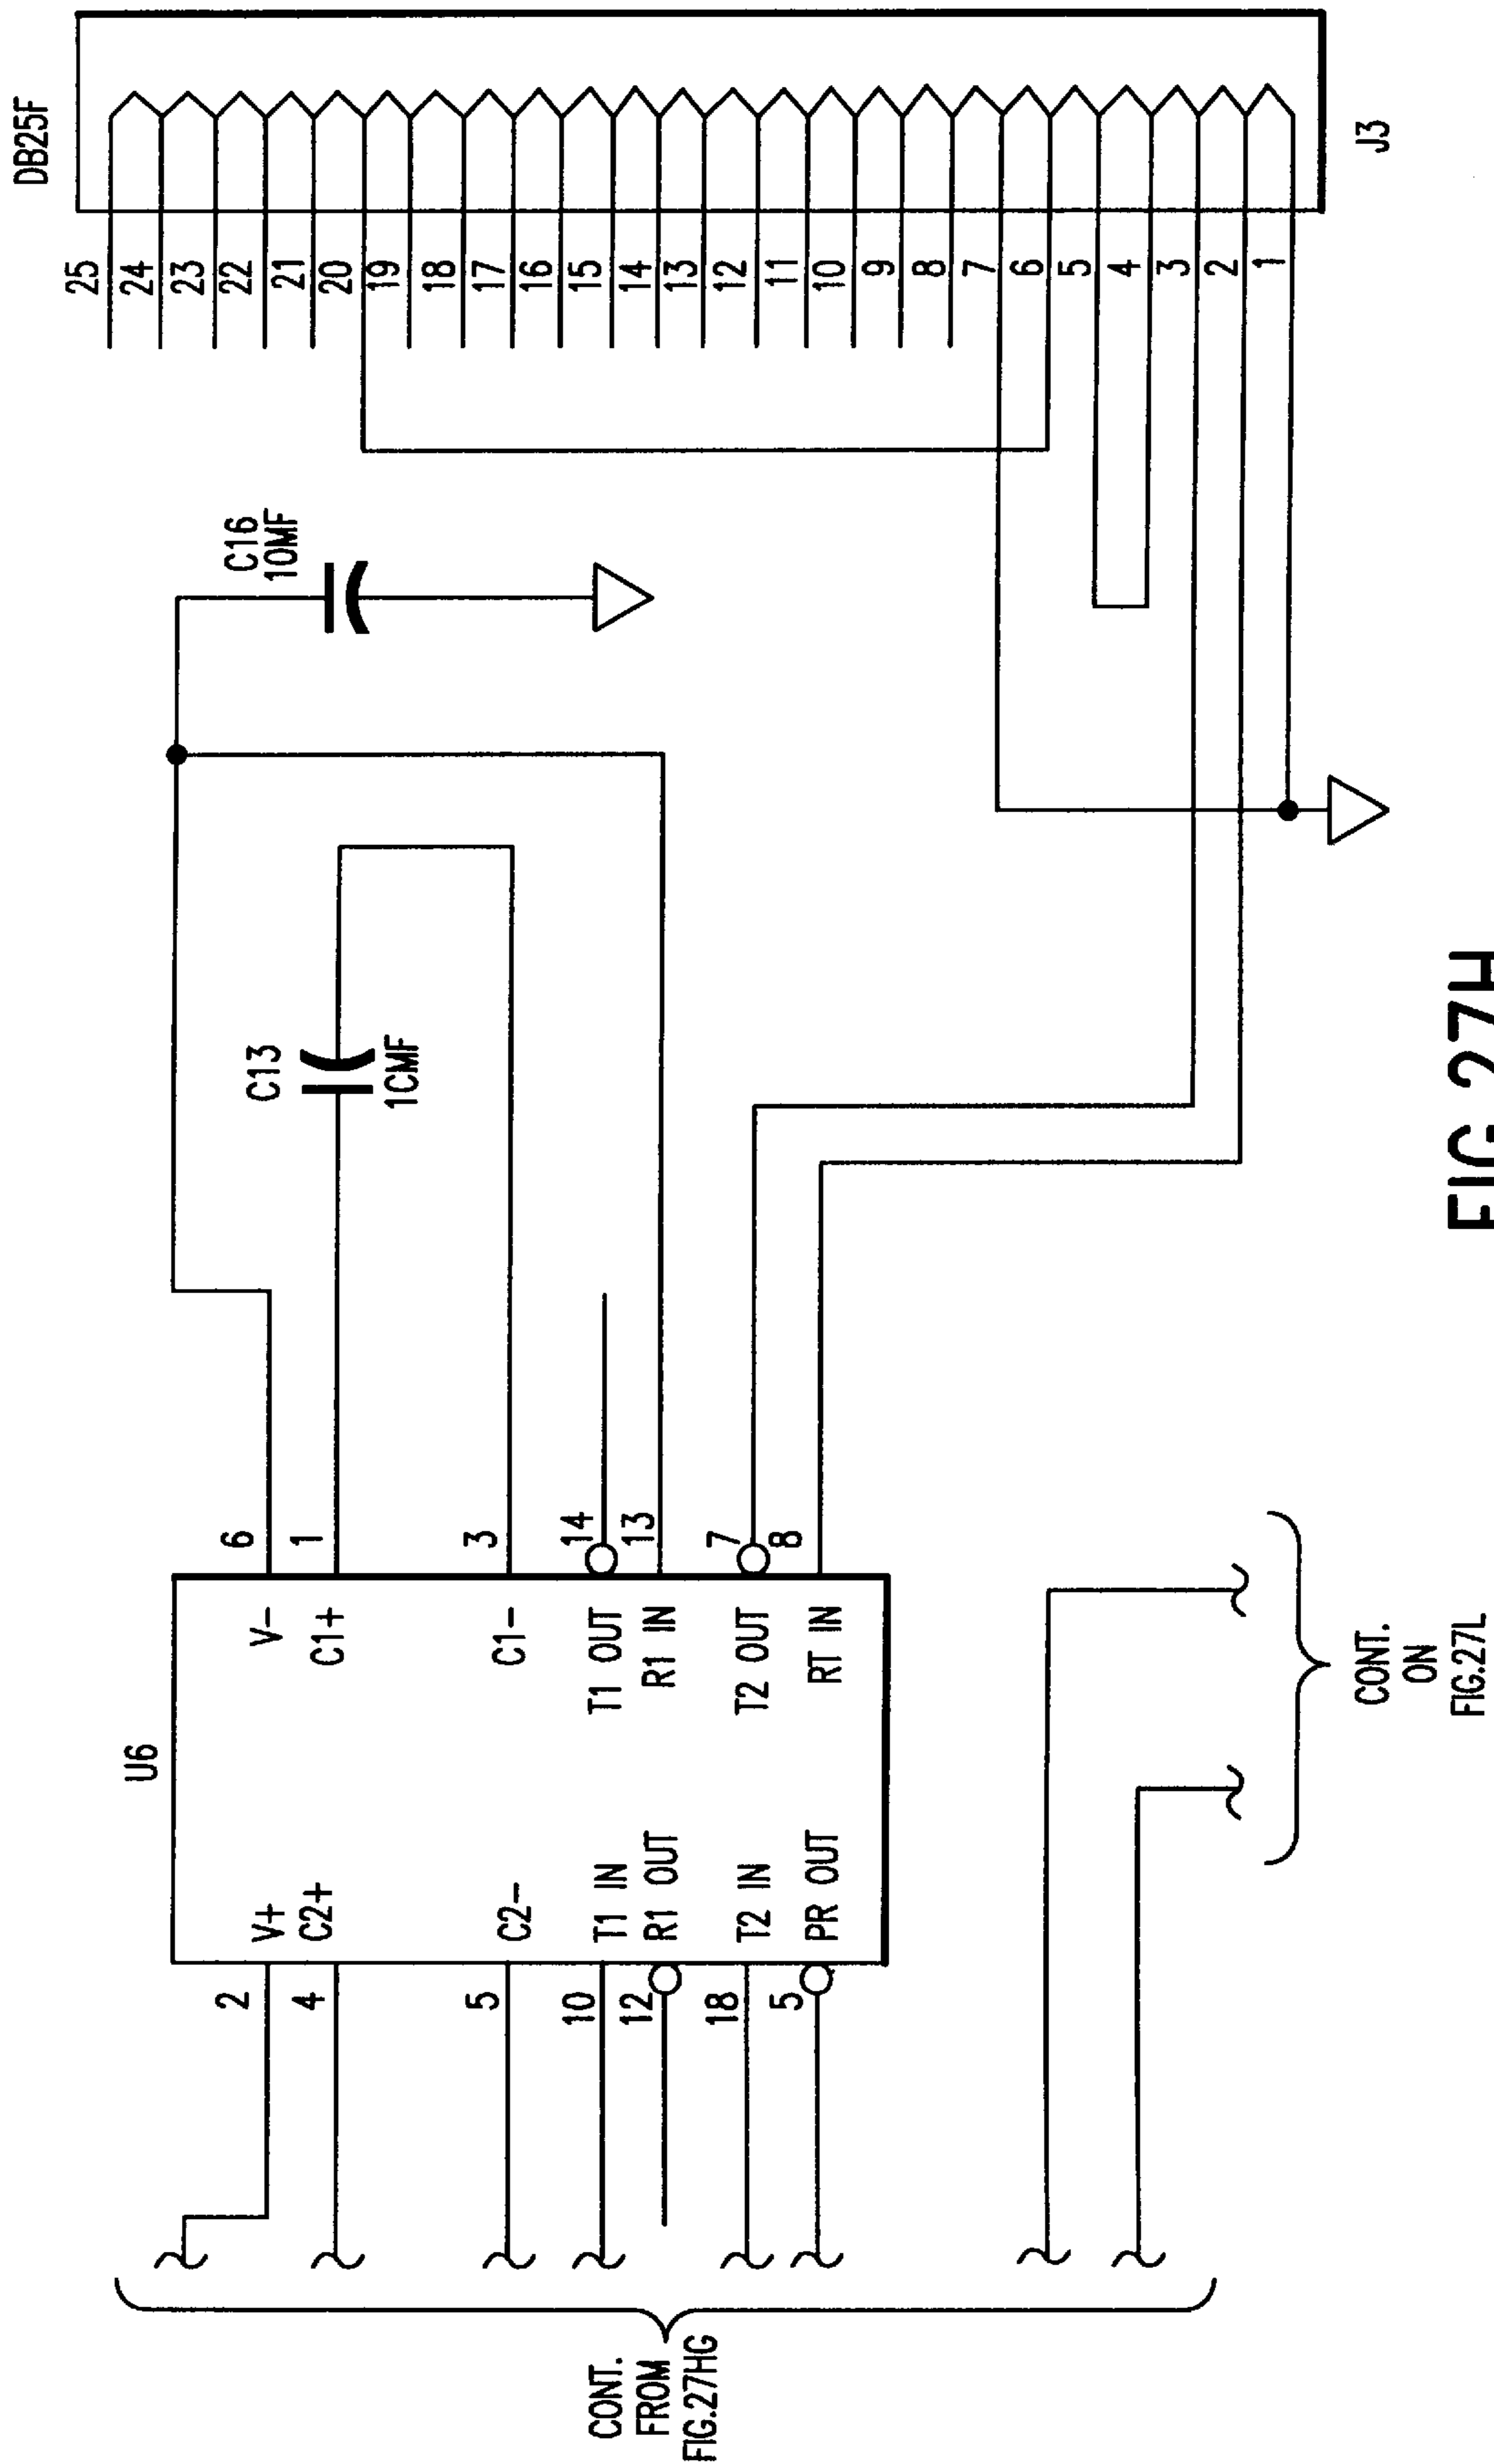 DB25F
25
24
23
22
21
20
19
18
17
16
15
14
13
12
11
10
9
8
7
6
5
4
3
2
1
J3
C16
10MF
C13
1CMF
U6
V+
C2+
C2-
T1 IN
R1 OUT
T2 IN
PR OUT
V-
C1+
C1-
T1 OUT
R1 IN
T2 OUT
RT IN
2
4
5
10
12
18
5
6
1
3
14
13
7
8
CONT.
FROM
FIG.27HG
CONT.
ON
FIG.27L
FIG.27H